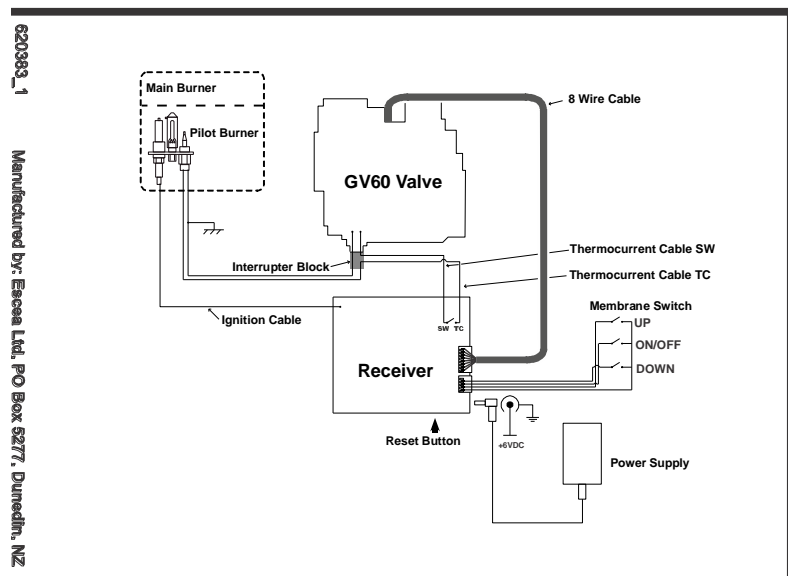 620383_1 Manufactured by: Escea Ltd, PO Box 5277, Dunedin, NZ
Main Burner
Pilot Burner
8 Wire Cable
GV60 Valve
Thermocurrent Cable SW
Interrupter Block
Thermocurrent Cable TC
Ignition Cable
Membrane Switch
SW TC
UP
ON/OFF
Receiver
DOWN
Reset Button
+6VDC
Power Supply